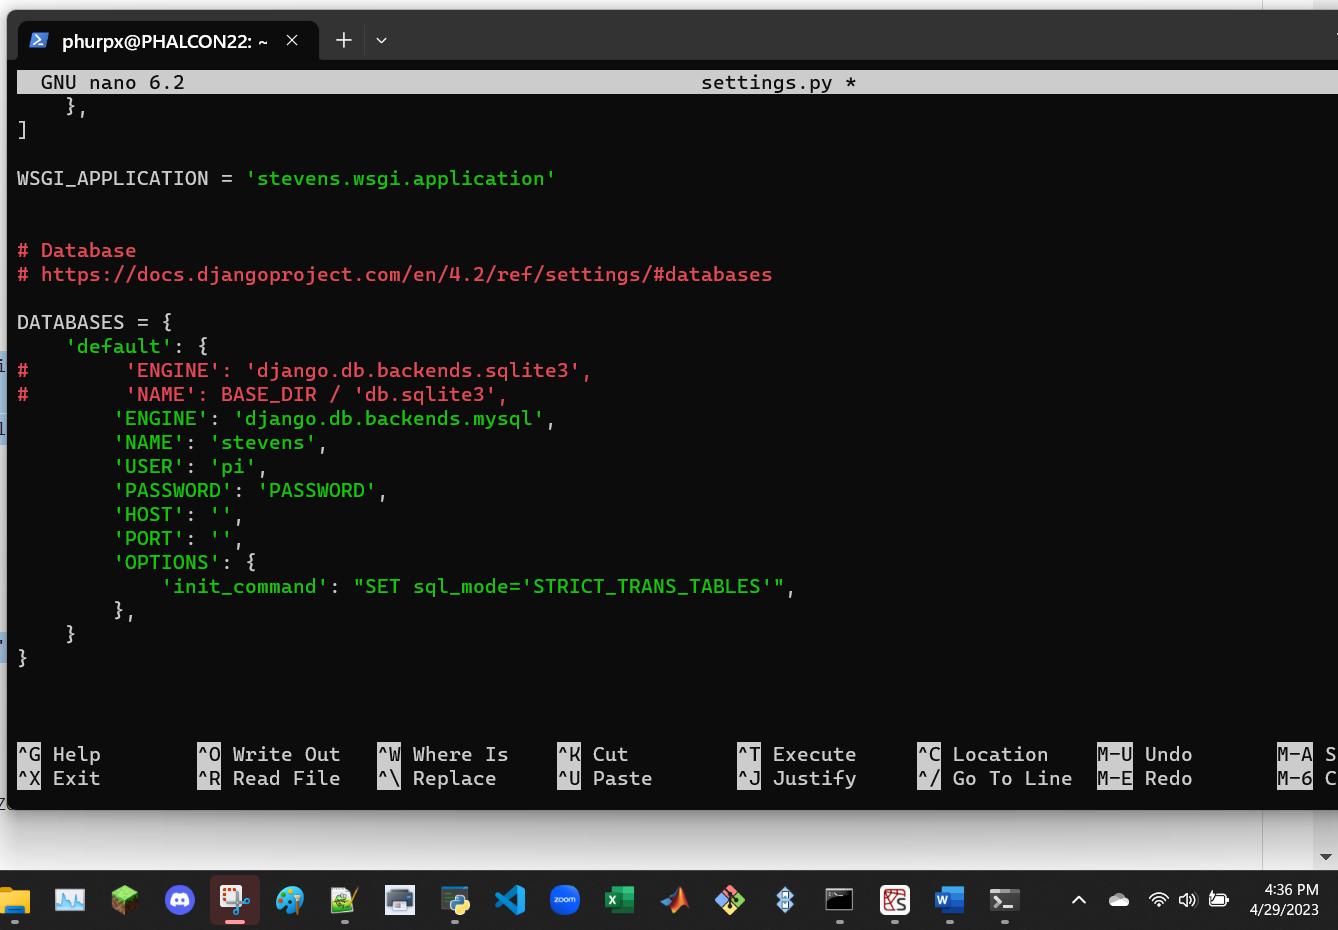 phurpx@PHALCON22: ~
GNU nano 6.2 settings.py *
    },
]
WSGI_APPLICATION = 'stevens.wsgi.application'
# Database
# https://docs.djangoproject.com/en/4.2/ref/settings/#databases
DATABASES = {
    'default': {
#        'ENGINE': 'django.db.backends.sqlite3',
#        'NAME': BASE_DIR / 'db.sqlite3',
        'ENGINE': 'django.db.backends.mysql',
        'NAME': 'stevens',
        'USER': 'pi',
        'PASSWORD': 'PASSWORD',
        'HOST': '',
        'PORT': '',
        'OPTIONS': {
            'init_command': "SET sql_mode='STRICT_TRANS_TABLES'",
        },
    }
}
^G Help ^O Write Out ^W Where Is ^K Cut ^T Execute ^C Location M-U Undo M-A S
^X Exit ^R Read File ^\ Replace ^U Paste ^J Justify ^/ Go To Line M-E Redo M-6 C
zoom
4:36 PM
4/29/2023